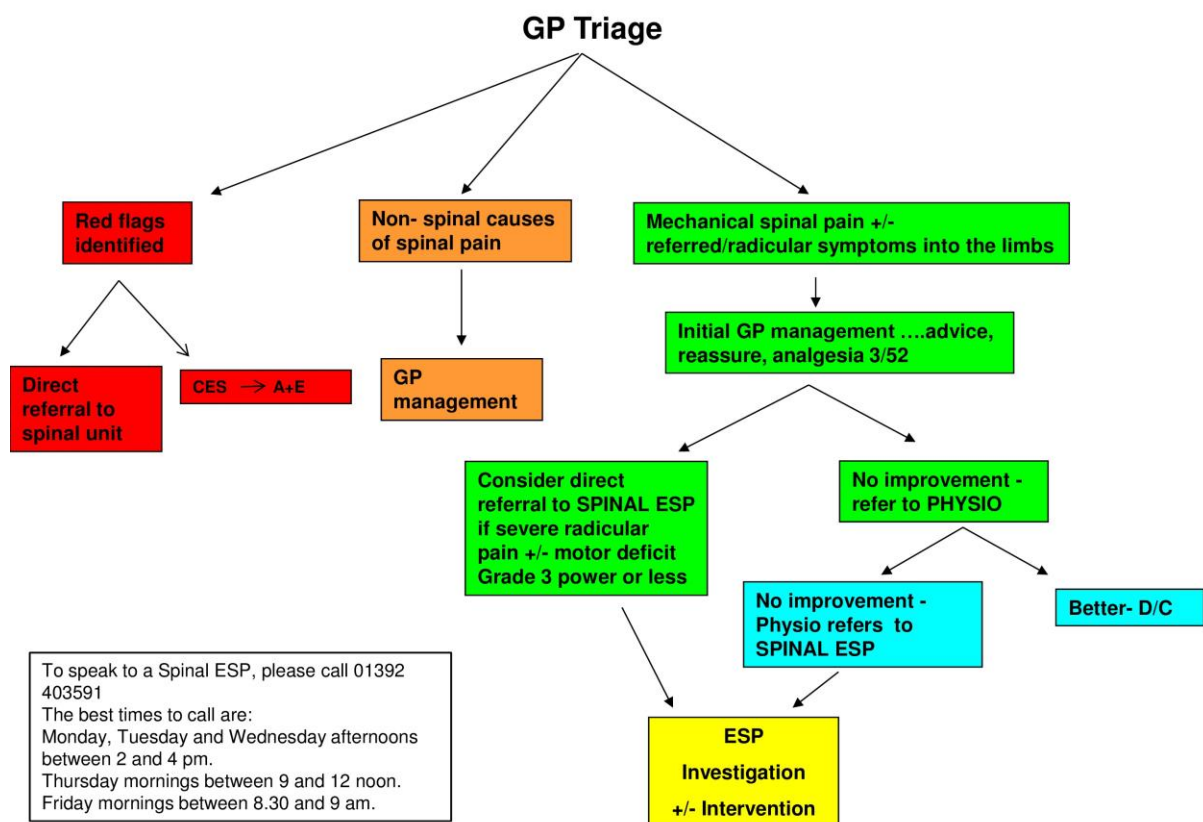 GP Triage
Red flags
identified
Non- spinal causes
of spinal pain
Mechanical spinal pain +/-
referred/radicular symptoms into the limbs
Initial GP management ….advice,
reassure, analgesia 3/52
Direct
referral to
spinal unit
CES → A+E
GP
management
Consider direct
referral to SPINAL ESP
if severe radicular
pain +/- motor deficit
Grade 3 power or less
No improvement -
refer to PHYSIO
No improvement -
Physio refers to
SPINAL ESP
Better- D/C
To speak to a Spinal ESP, please call 01392
403591
The best times to call are:
Monday, Tuesday and Wednesday afternoons
between 2 and 4 pm.
Thursday mornings between 9 and 12 noon.
Friday mornings between 8.30 and 9 am.
ESP
Investigation
+/- Intervention